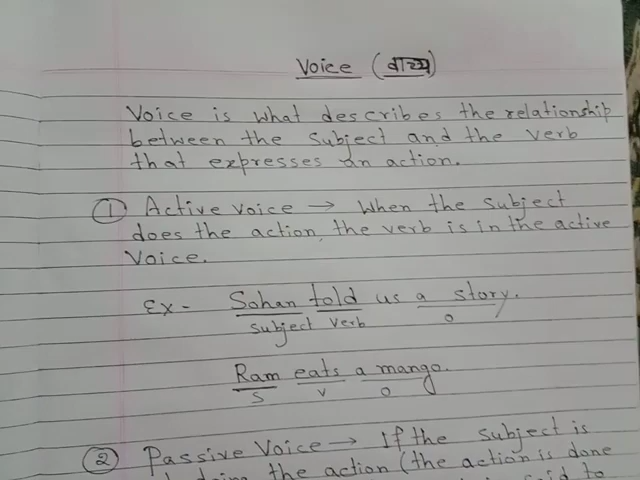 Voice (वाच्य)
Voice is what describes the relationship
between the subject and the verb
that expresses an action.
① Active voice → When the subject
does the action, the verb is in the active
voice.
Ex- Sohan told us a story.
subject verb o
Ram eats a mango.
S V O
② Passive Voice → If the subject is
the action (the action is done
said to